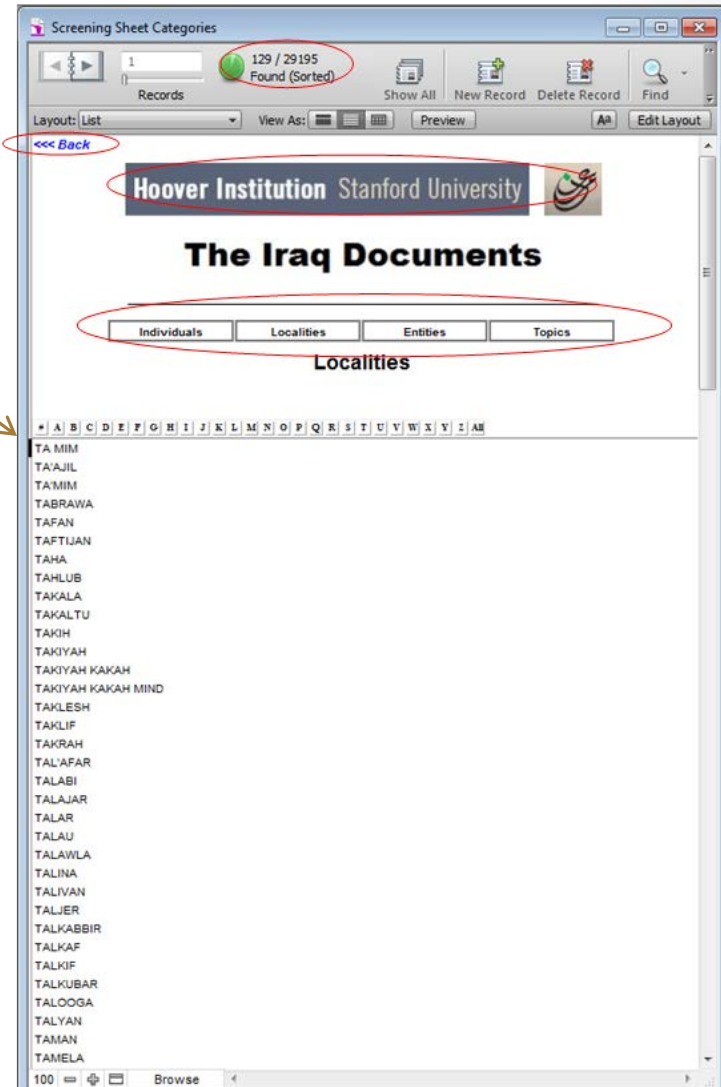 Screening Sheet Categories
1
129 / 29195
Found (Sorted)
Records
Show All
New Record
Delete Record
Find
Layout: List
View As:
Preview
Aa
Edit Layout
<<< Back
Hoover Institution Stanford University
The Iraq Documents
Individuals
Localities
Entities
Topics
Localities
# A B C D E F G H I J K L M N O P Q R S T U V W X Y Z All
TA MIM
TA'AJIL
TA'MIM
TABRAWA
TAFAN
TAFTIJAN
TAHA
TAHLUB
TAKALA
TAKALTU
TAKIH
TAKIYAH
TAKIYAH KAKAH
TAKIYAH KAKAH MIND
TAKLESH
TAKLIF
TAKRAH
TAL'AFAR
TALABI
TALAJAR
TALAR
TALAU
TALAWLA
TALINA
TALIVAN
TALJER
TALKABBIR
TALKAF
TALKIF
TALKUBAR
TALOOGA
TALYAN
TAMAN
TAMELA
100
Browse